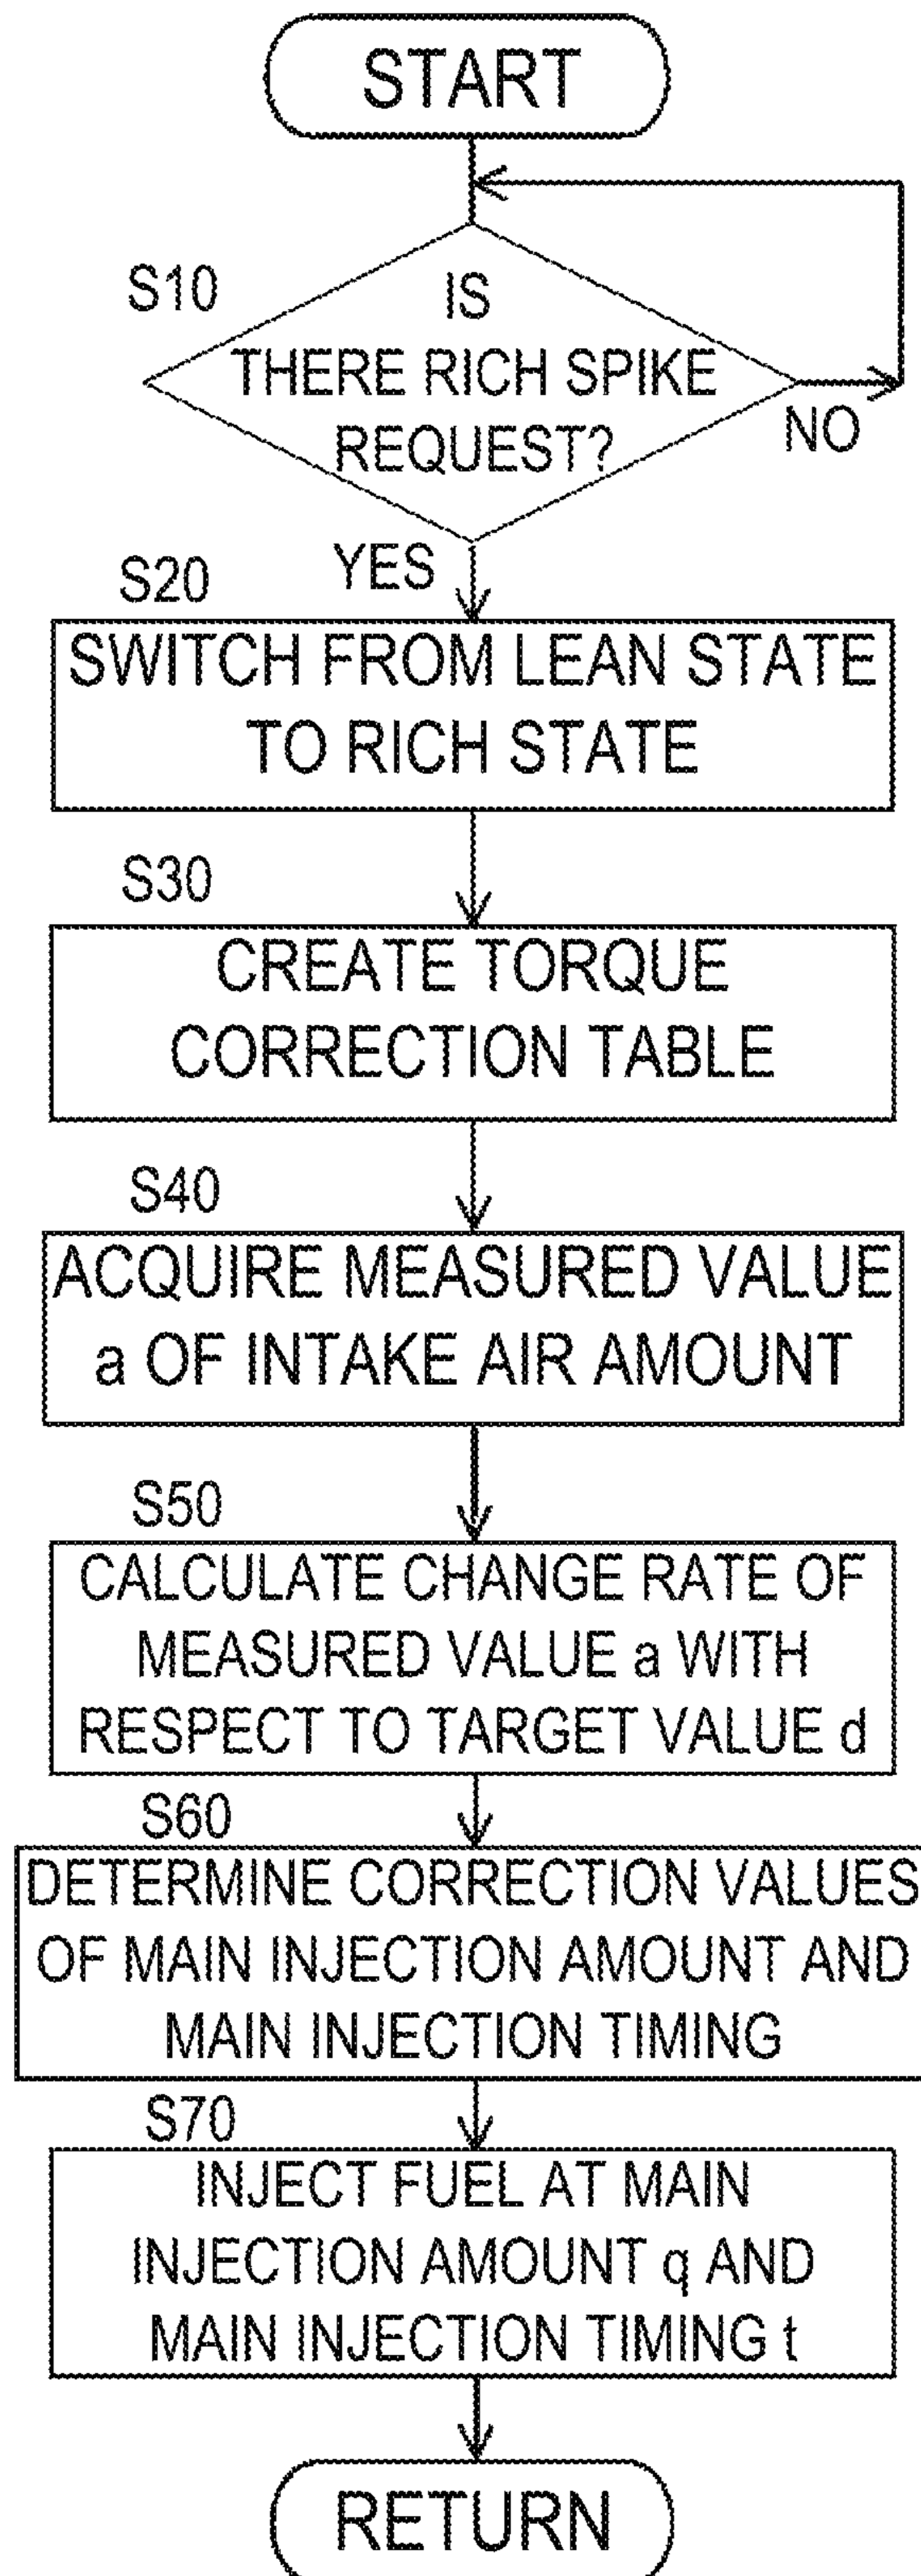 START
S10
IS
THERE RICH SPIKE
REQUEST?
NO
YES
S20
SWITCH FROM LEAN STATE
TO RICH STATE
S30
CREATE TORQUE
CORRECTION TABLE
S40
ACQUIRE MEASURED VALUE
a OF INTAKE AIR AMOUNT
S50
CALCULATE CHANGE RATE OF
MEASURED VALUE a WITH
RESPECT TO TARGET VALUE d
S60
DETERMINE CORRECTION VALUES
OF MAIN INJECTION AMOUNT AND
MAIN INJECTION TIMING
S70
INJECT FUEL AT MAIN
INJECTION AMOUNT q AND
MAIN INJECTION TIMING t
RETURN